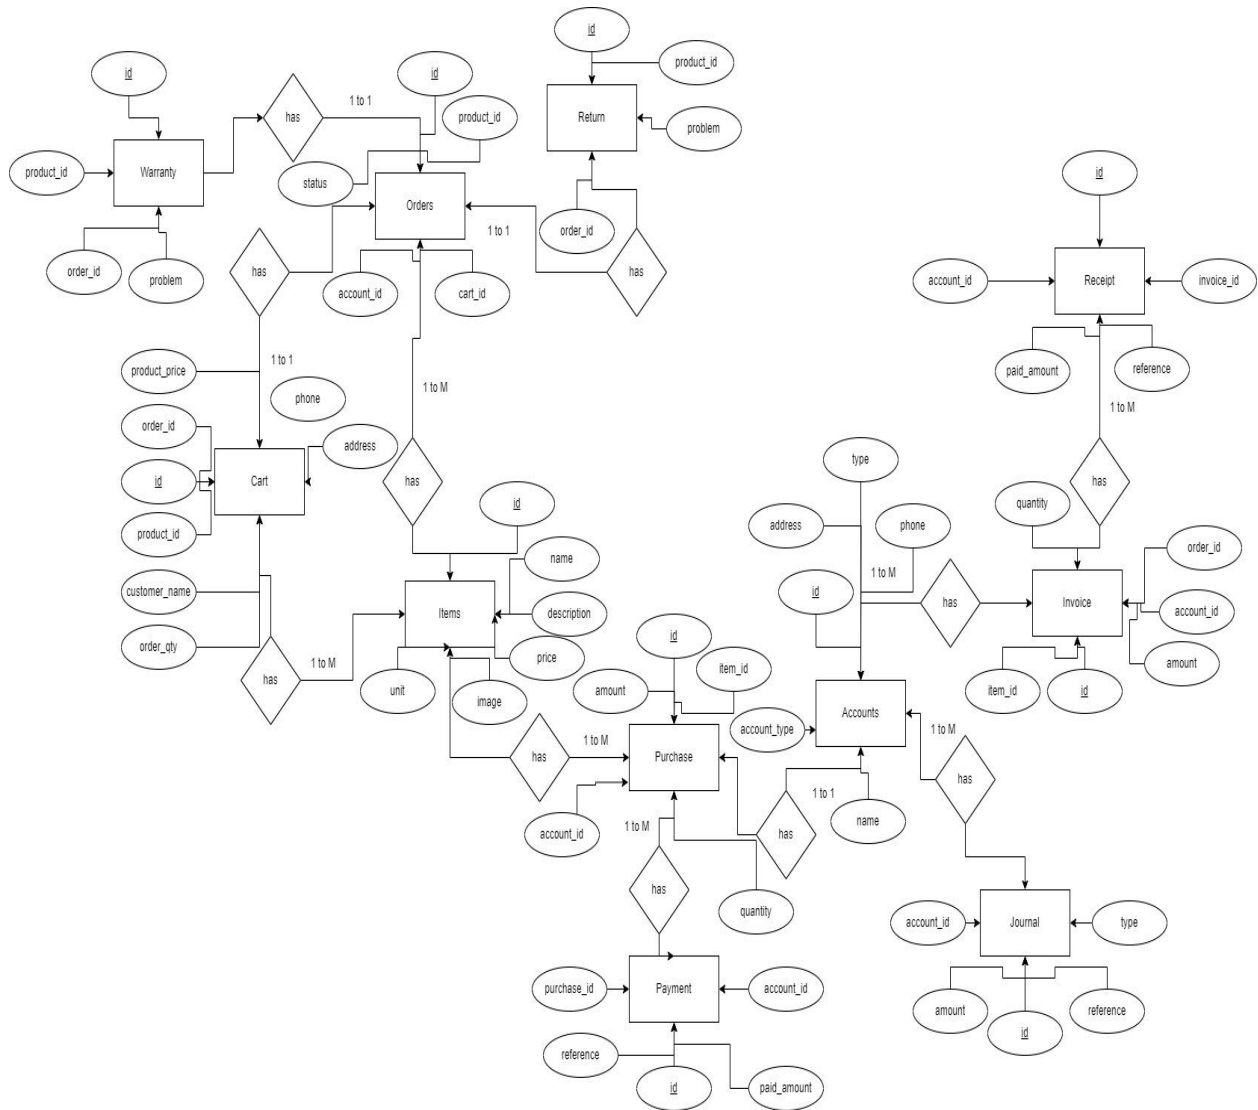 id
id
id
product_id
has
1 to 1
product_id
Return
problem
Warranty
product_id
status
Orders
id
1 to 1
order_id
order_id
problem
has
account_id
cart_id
has
account_id
Receipt
invoice_id
product_price
1 to 1
paid_amount
reference
1 to M
phone
1 to M
order_id
address
type
id
Cart
has
has
id
quantity
product_id
address
phone
order_id
name
1 to M
customer_name
id
has
Invoice
account_id
Items
description
order_qty
1 to M
has
price
id
amount
item_id
unit
image
amount
item_id
id
account_type
Accounts
1 to M
has
1 to M
Purchase
has
account_id
1 to M
1 to 1
name
has
has
quantity
account_id
Journal
type
purchase_id
Payment
account_id
amount
id
reference
reference
id
paid_amount